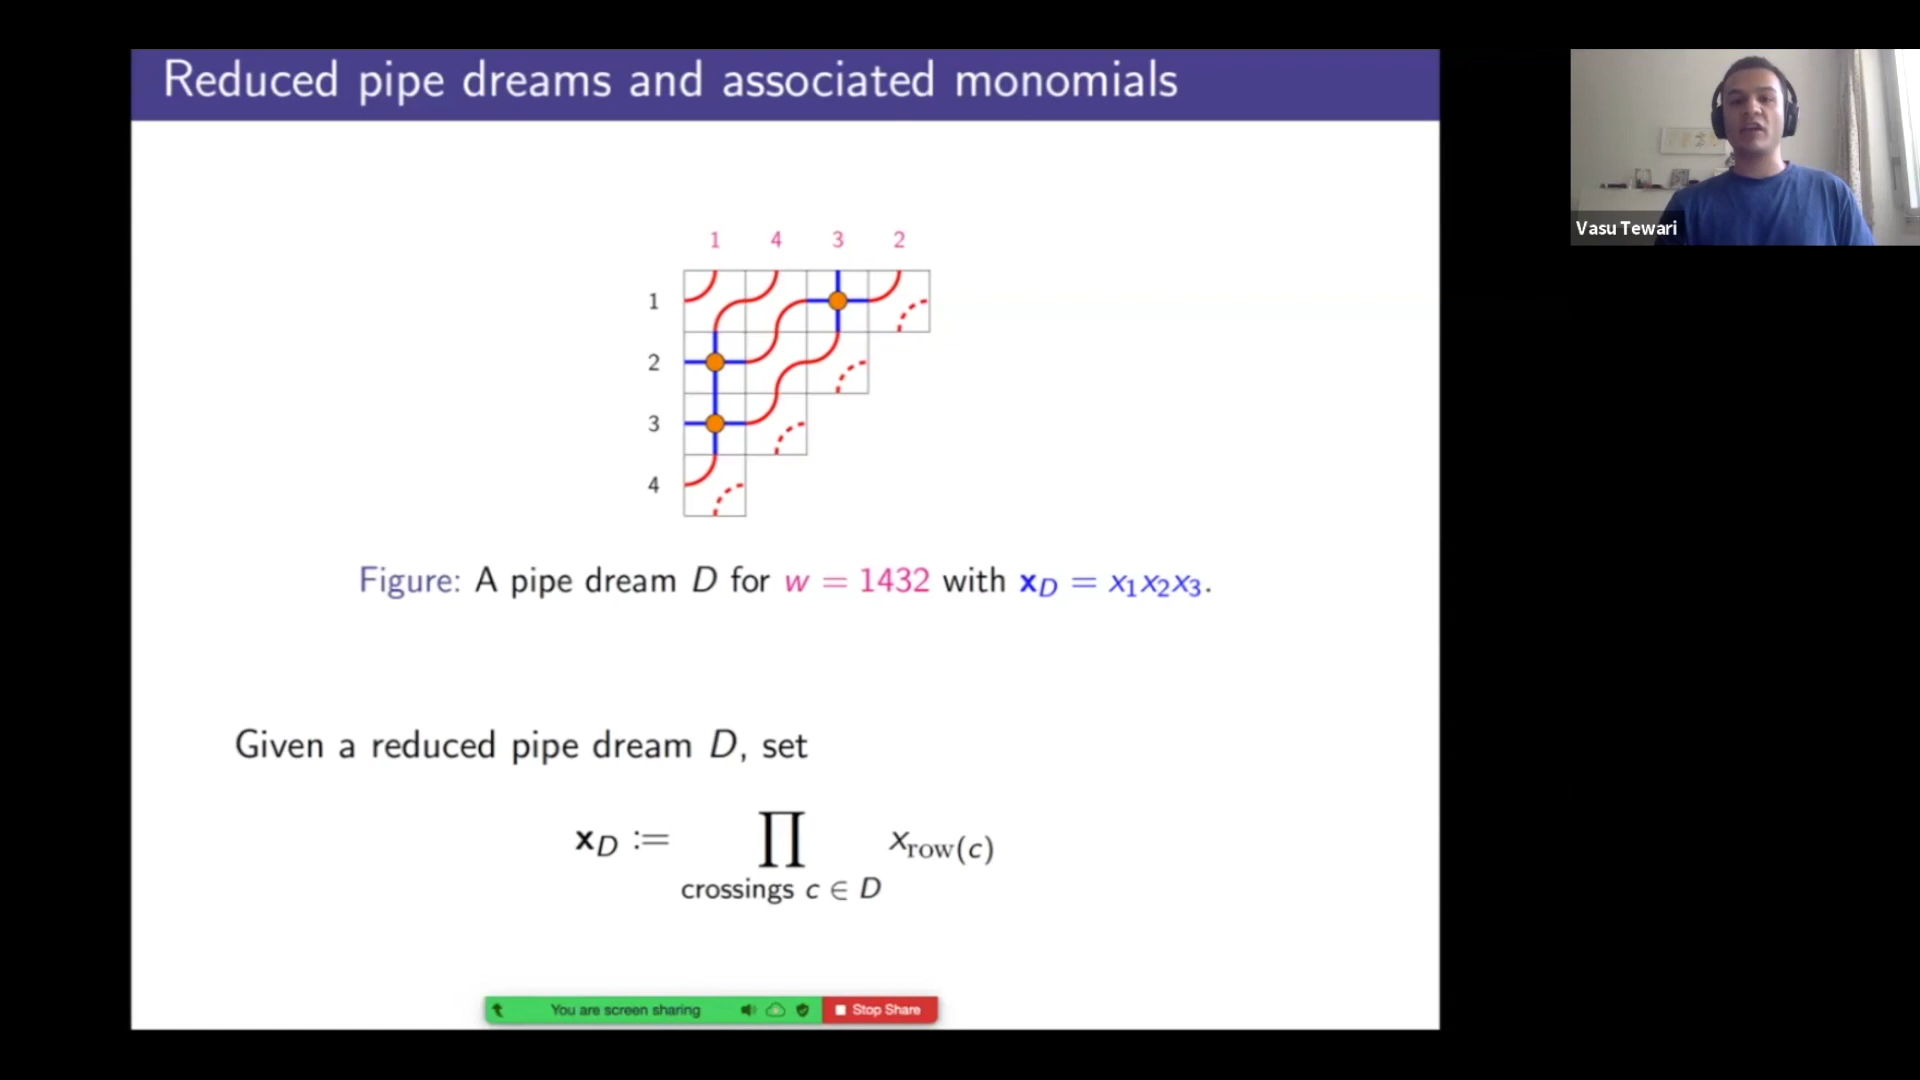 Reduced pipe dreams and associated monomials
Vasu Tewari
1 4 3 2
1
2
3
4
Figure: A pipe dream D for w = 1432 with x_D = x₁x₂x₃.
Given a reduced pipe dream D, set
x_D := ∏ x_row(c)
crossings c ∈ D
You are screen sharing
Stop Share